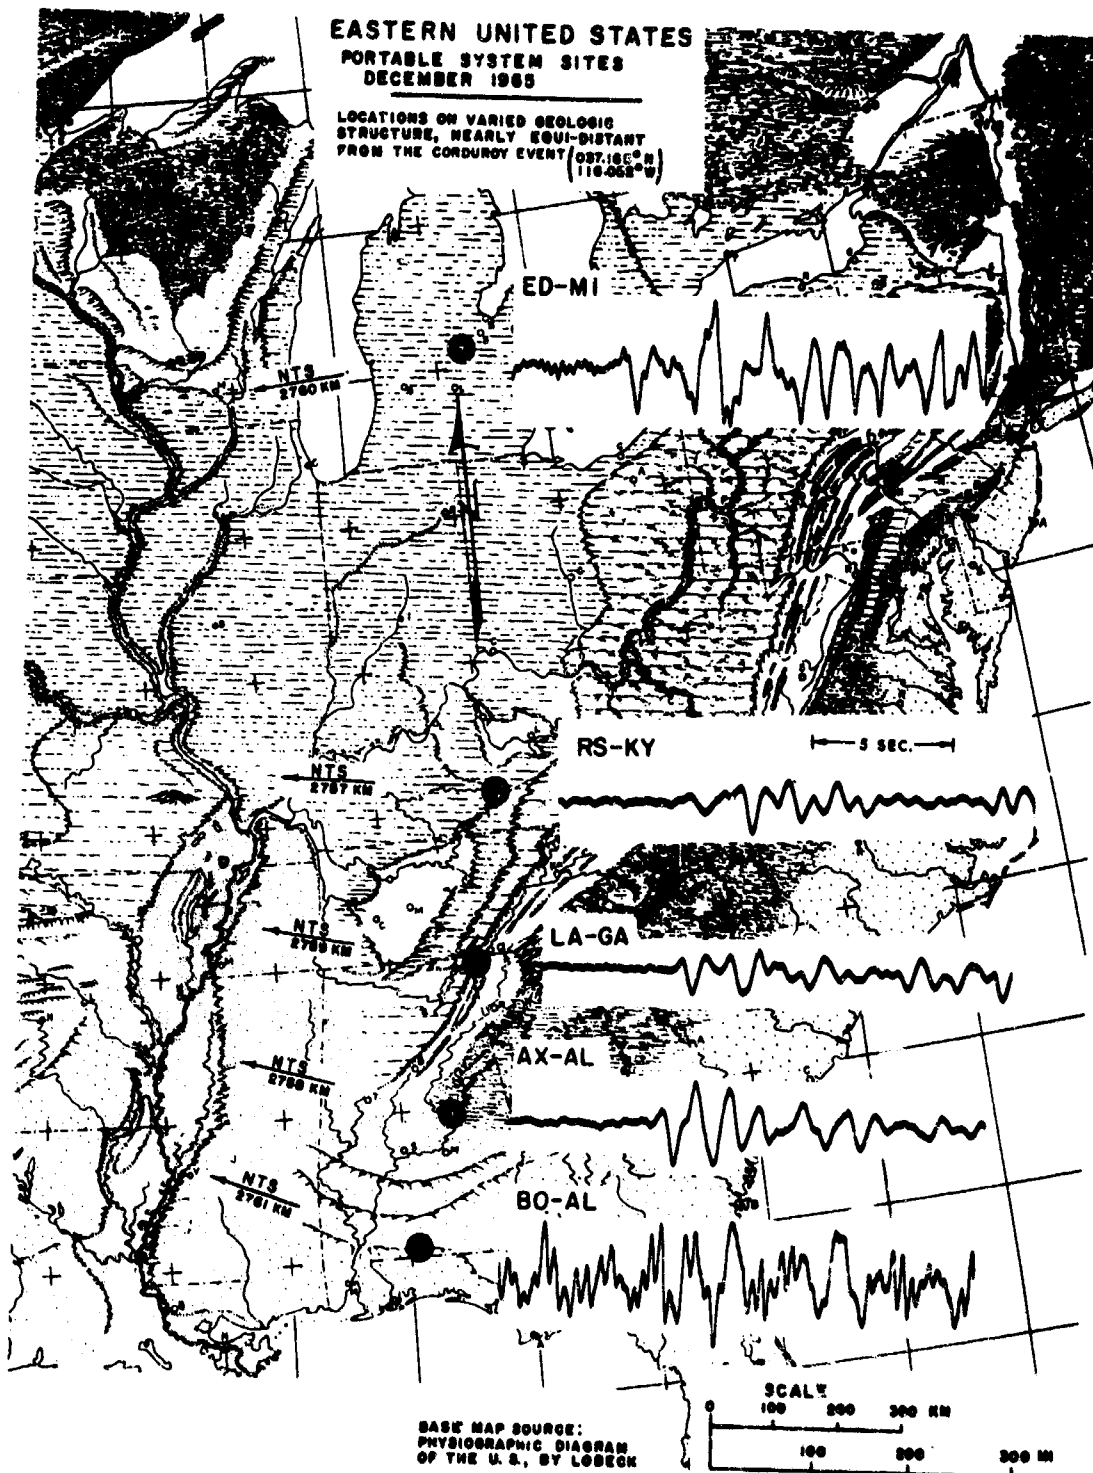 EASTERN UNITED STATES
PORTABLE SYSTEM SITES
DECEMBER 1965
LOCATIONS ON VARIED GEOLOGIC
STRUCTURE, NEARLY EQUI-DISTANT
FROM THE CORDUROY EVENT
ED-MI
NTS
2760 KM
RS-KY
5 SEC.
NTS
2757 KM
LA-GA
NTS
AX-AL
NTS
2758 KM
BO-AL
NTS
2761 KM
SCALE
0 100 200 300 KM
100 200 300 MI
BASE MAP SOURCE:
PHYSIOGRAPHIC DIAGRAM
OF THE U.S., BY LOBECK